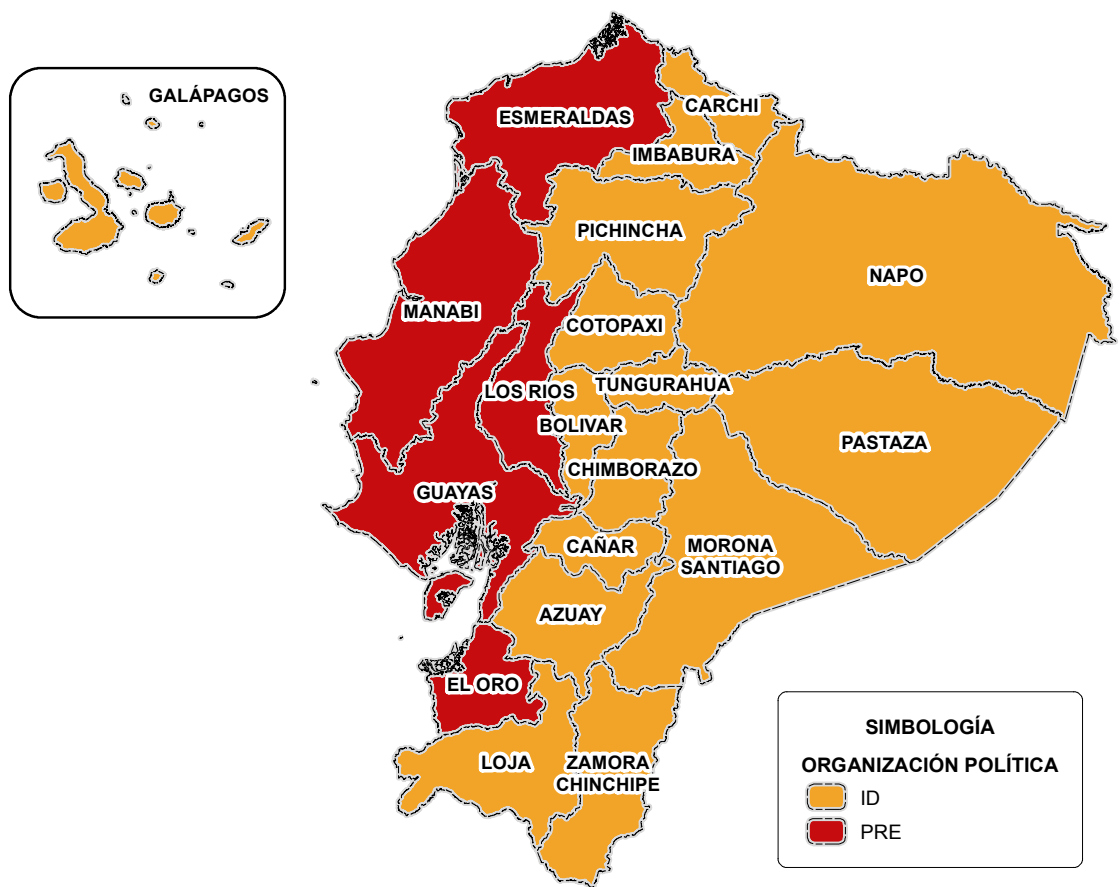 GALÁPAGOS
ESMERALDAS
CARCHI
IMBABURA
PICHINCHA
NAPO
MANABI
COTOPAXI
LOS RIOS
TUNGURAHUA
BOLIVAR
PASTAZA
CHIMBORAZO
GUAYAS
CAÑAR
MORONA
SANTIAGO
AZUAY
EL ORO
LOJA
ZAMORA
CHINCHIPE
SIMBOLOGÍA
ORGANIZACIÓN POLÍTICA
ID
PRE